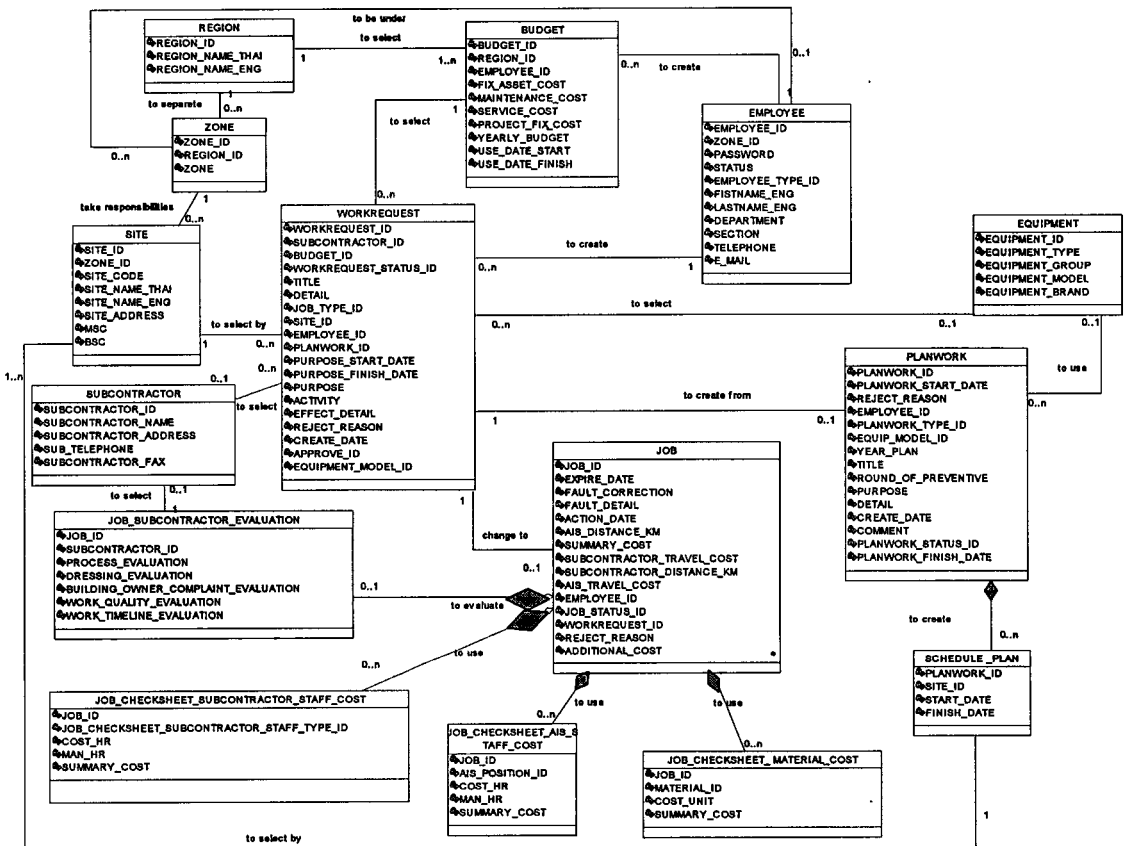 to be under
REGION
REGION_ID
REGION_NAME_THAI
REGION_NAME_ENG
to select
1
1..n
BUDGET
BUDGET_ID
REGION_ID
EMPLOYEE_ID
FIX_ASSET_COST
MAINTENANCE_COST
SERVICE_COST
PROJECT_FIX_COST
YEARLY_BUDGET
USE_DATE_START
USE_DATE_FINISH
0..n
to create
0..1
1
EMPLOYEE
EMPLOYEE_ID
ZONE_ID
PASSWORD
STATUS
EMPLOYEE_TYPE_ID
FISTNAME_ENG
LASTNAME_ENG
DEPARTMENT
SECTION
TELEPHONE
E_MAIL
1
to separate
0..n
ZONE
ZONE_ID
REGION_ID
ZONE
0..n
1
to select
0..n
1
take responsibilities
0..n
SITE
SITE_ID
ZONE_ID
SITE_CODE
SITE_NAME_THAI
SITE_NAME_ENG
SITE_ADDRESS
MSC
BSC
WORKREQUEST
WORKREQUEST_ID
SUBCONTRACTOR_ID
BUDGET_ID
WORKREQUEST_STATUS_ID
TITLE
DETAIL
JOB_TYPE_ID
SITE_ID
EMPLOYEE_ID
PLANWORK_ID
PURPOSE_START_DATE
PURPOSE_FINISH_DATE
PURPOSE
ACTIVITY
EFFECT_DETAIL
REJECT_REASON
CREATE_DATE
APPROVE_ID
EQUIPMENT_MODEL_ID
to create
0..n
1
EQUIPMENT
EQUIPMENT_ID
EQUIPMENT_TYPE
EQUIPMENT_GROUP
EQUIPMENT_MODEL
EQUIPMENT_BRAND
to select
0..n
0..1
0..1
to use
0..n
to select by
1
0..n
1..n
0..n
0..1
to select
SUBCONTRACTOR
SUBCONTRACTOR_ID
SUBCONTRACTOR_NAME
SUBCONTRACTOR_ADDRESS
SUB_TELEPHONE
SUBCONTRACTOR_FAX
to create from
1
0..1
PLANWORK
PLANWORK_ID
PLANWORK_START_DATE
REJECT_REASON
EMPLOYEE_ID
PLANWORK_TYPE_ID
EQUIP_MODEL_ID
YEAR_PLAN
TITLE
ROUND_OF_PREVENTIVE
PURPOSE
DETAIL
CREATE_DATE
COMMENT
PLANWORK_STATUS_ID
PLANWORK_FINISH_DATE
JOB
JOB_ID
EXPIRE_DATE
FAULT_CORRECTION
FAULT_DETAIL
ACTION_DATE
AIS_DISTANCE_KM
SUMMARY_COST
SUBCONTRACTOR_TRAVEL_COST
SUBCONTRACTOR_DISTANCE_KM
AIS_TRAVEL_COST
EMPLOYEE_ID
JOB_STATUS_ID
WORKREQUEST_ID
REJECT_REASON
ADDITIONAL_COST
1
change to
0..1
to select
0..1
1
JOB_SUBCONTRACTOR_EVALUATION
JOB_ID
SUBCONTRACTOR_ID
PROCESS_EVALUATION
DRESSING_EVALUATION
BUILDING_OWNER_COMPLAINT_EVALUATION
WORK_QUALITY_EVALUATION
WORK_TIMELINE_EVALUATION
0..1
to evaluate
to use
0..n
JOB_CHECKSHEET_SUBCONTRACTOR_STAFF_COST
JOB_ID
JOB_CHECKSHEET_SUBCONTRACTOR_STAFF_TYPE_ID
COST_HR
MAN_HR
SUMMARY_COST
to use
0..n
JOB_CHECKSHEET_AIS_S
TAFF_COST
JOB_ID
AIS_POSITION_ID
COST_HR
MAN_HR
SUMMARY_COST
to use
0..n
JOB_CHECKSHEET_MATERIAL_COST
JOB_ID
MATERIAL_ID
COST_UNIT
SUMMARY_COST
to create
0..n
SCHEDULE_PLAN
PLANWORK_ID
SITE_ID
START_DATE
FINISH_DATE
1
to select by